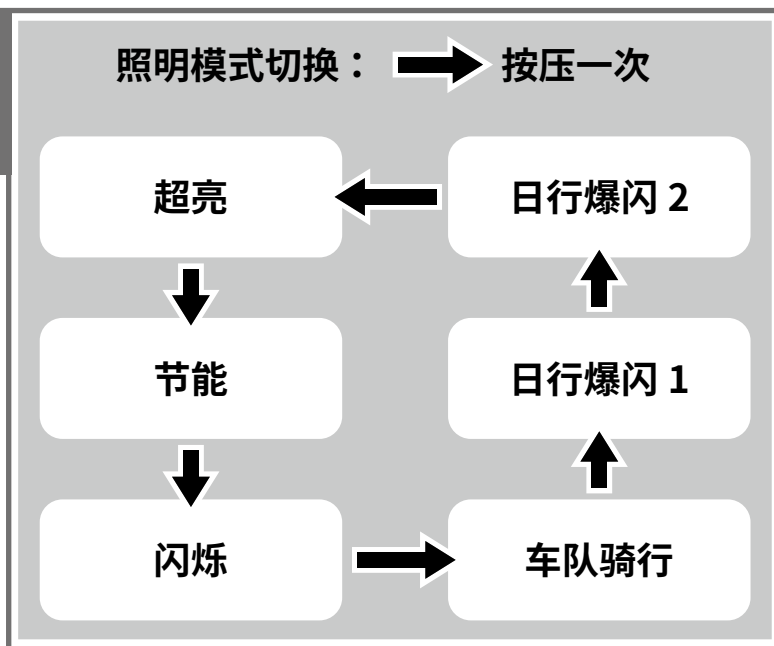 照明模式切换： 按压一次
超亮
日行爆闪 2
节能
日行爆闪 1
闪烁
车队骑行